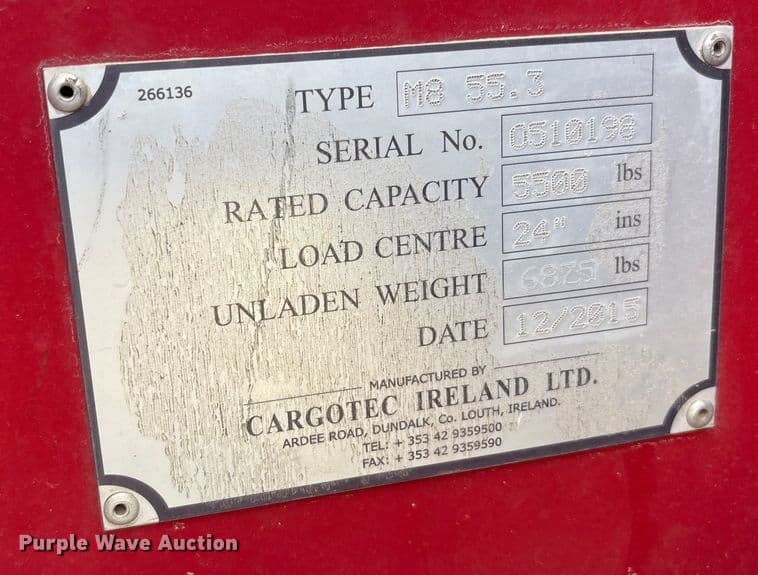 266136
TYPE M8 55.3
SERIAL No. 0510198
RATED CAPACITY 5500 lbs
LOAD CENTRE 24" ins
UNLADEN WEIGHT 6875 lbs
DATE 12/2015
MANUFACTURED BY
CARGOTEC IRELAND LTD.
ARDEE ROAD, DUNDALK, Co. LOUTH, IRELAND.
TEL: + 353 42 9359500
FAX: + 353 42 9359590
Purple Wave Auction